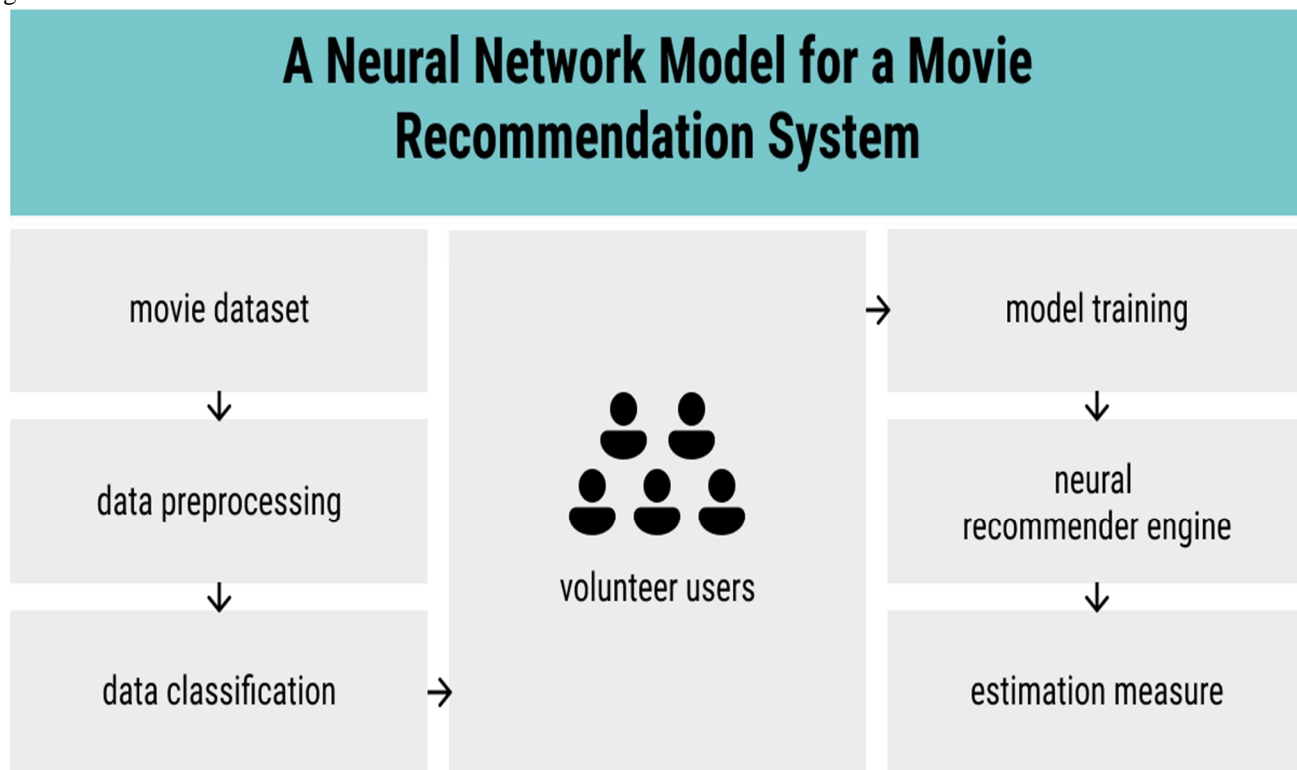 A Neural Network Model for a Movie
Recommendation System
movie dataset
data preprocessing
data classification
volunteer users
model training
neural
recommender engine
estimation measure